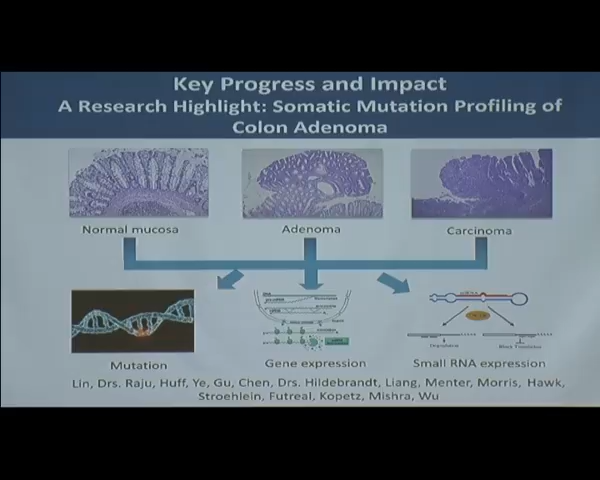 Key Progress and Impact
A Research Highlight: Somatic Mutation Profiling of
Colon Adenoma
Normal mucosa
Adenoma
Carcinoma
Mutation
Gene expression
Small RNA expression
Lin, Drs. Raju, Huff, Ye, Gu, Chen, Drs. Hildebrandt, Liang, Menter, Morris, Hawk,
Stroehlein, Futreal, Kopetz, Mishra, Wu